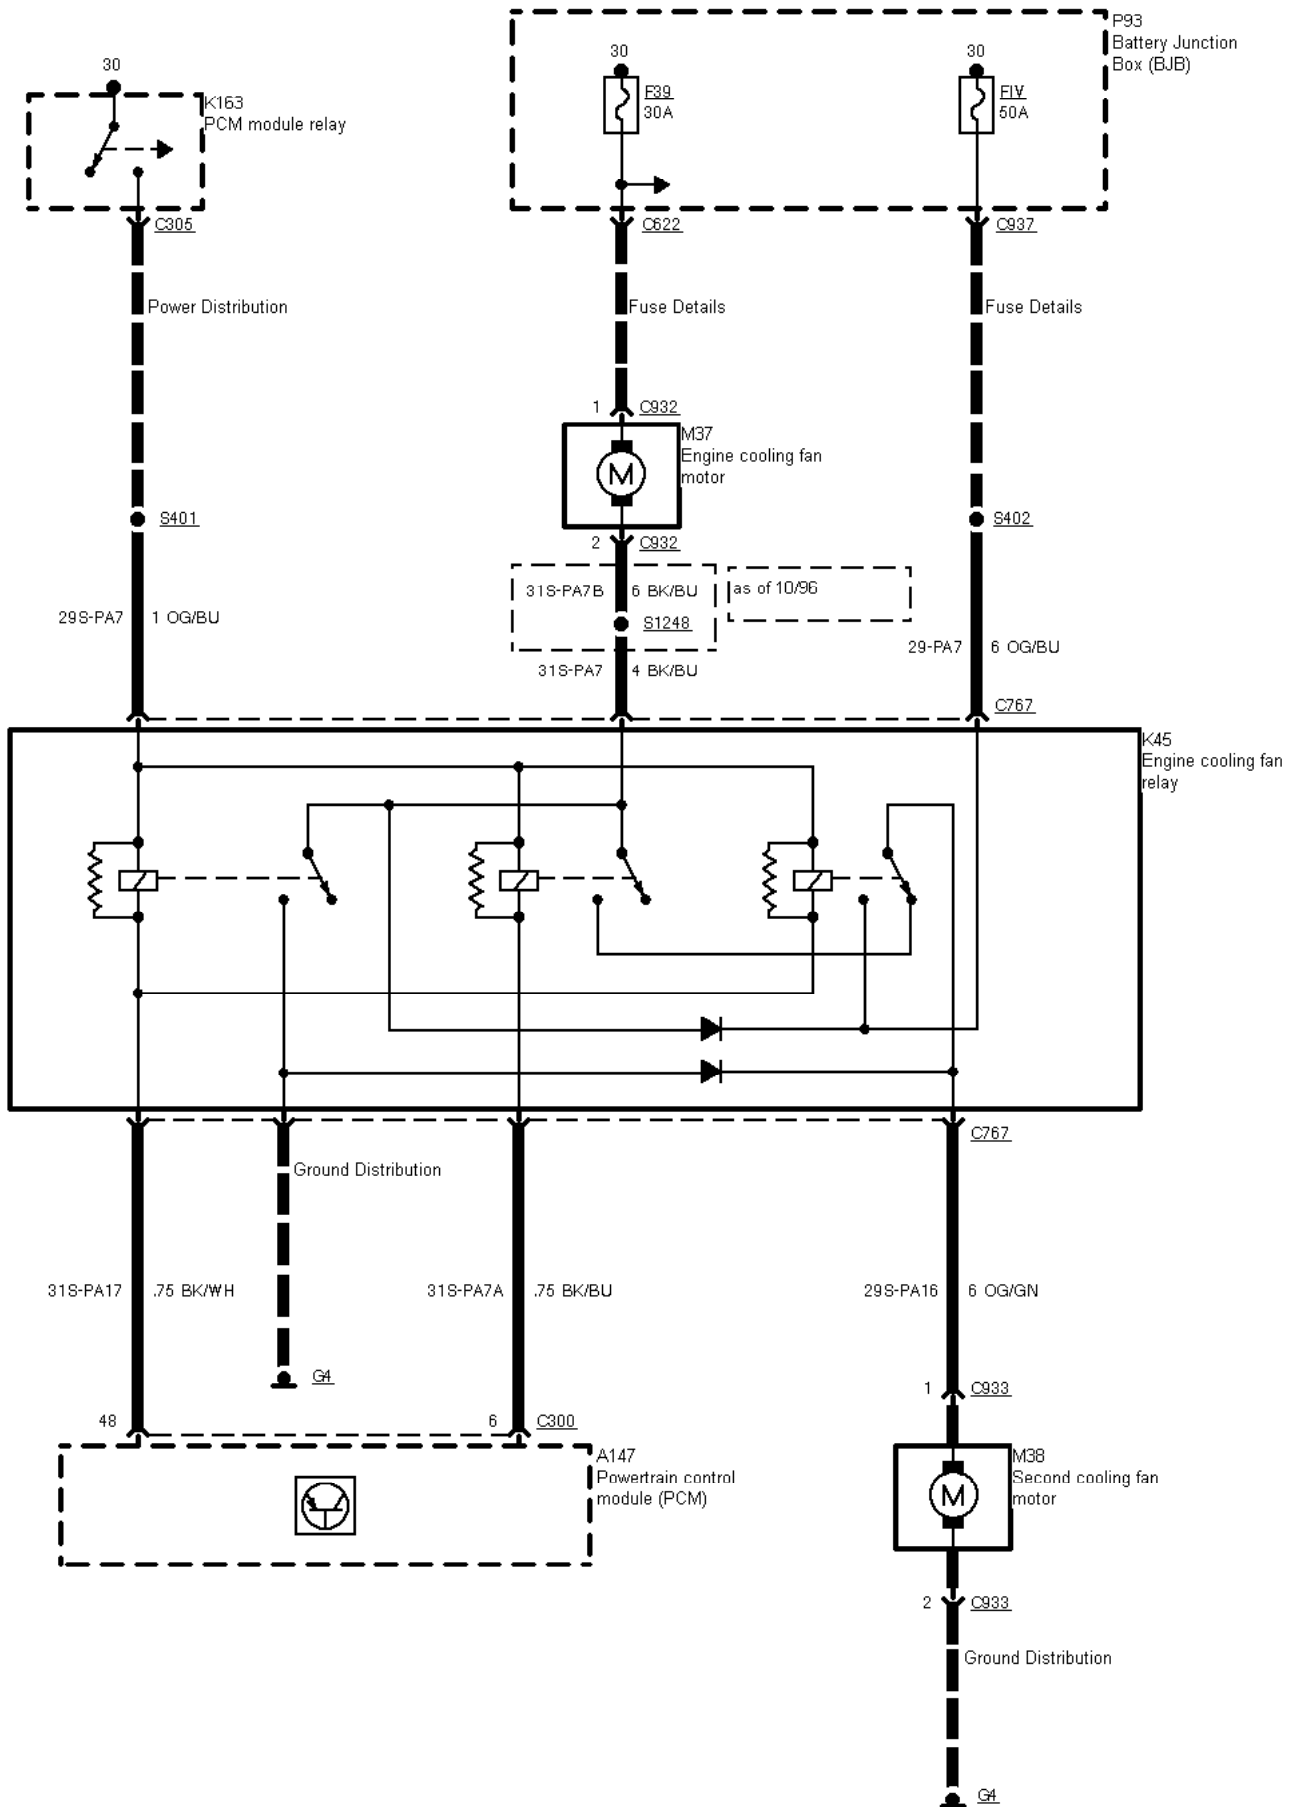 P93
Battery Junction
Box (BJB)
30
30
30
K163
PCM module relay
F39
30A
FIV
50A
C305
C622
C937
Power Distribution
Fuse Details
Fuse Details
1
C932
M37
Engine cooling fan
motor
S401
S402
2
C932
31S-PA7B
6 BK/BU
as of 10/96
29S-PA7
1 OG/BU
S1248
29-PA7
6 OG/BU
31S-PA7
4 BK/BU
C767
K45
Engine cooling fan
relay
C767
Ground Distribution
31S-PA17
.75 BK/WH
31S-PA7A
.75 BK/BU
29S-PA16
6 OG/GN
G4
1
C933
48
6
C300
A147
Powertrain control
module (PCM)
M38
Second cooling fan
motor
M
M
2
C933
Ground Distribution
G4